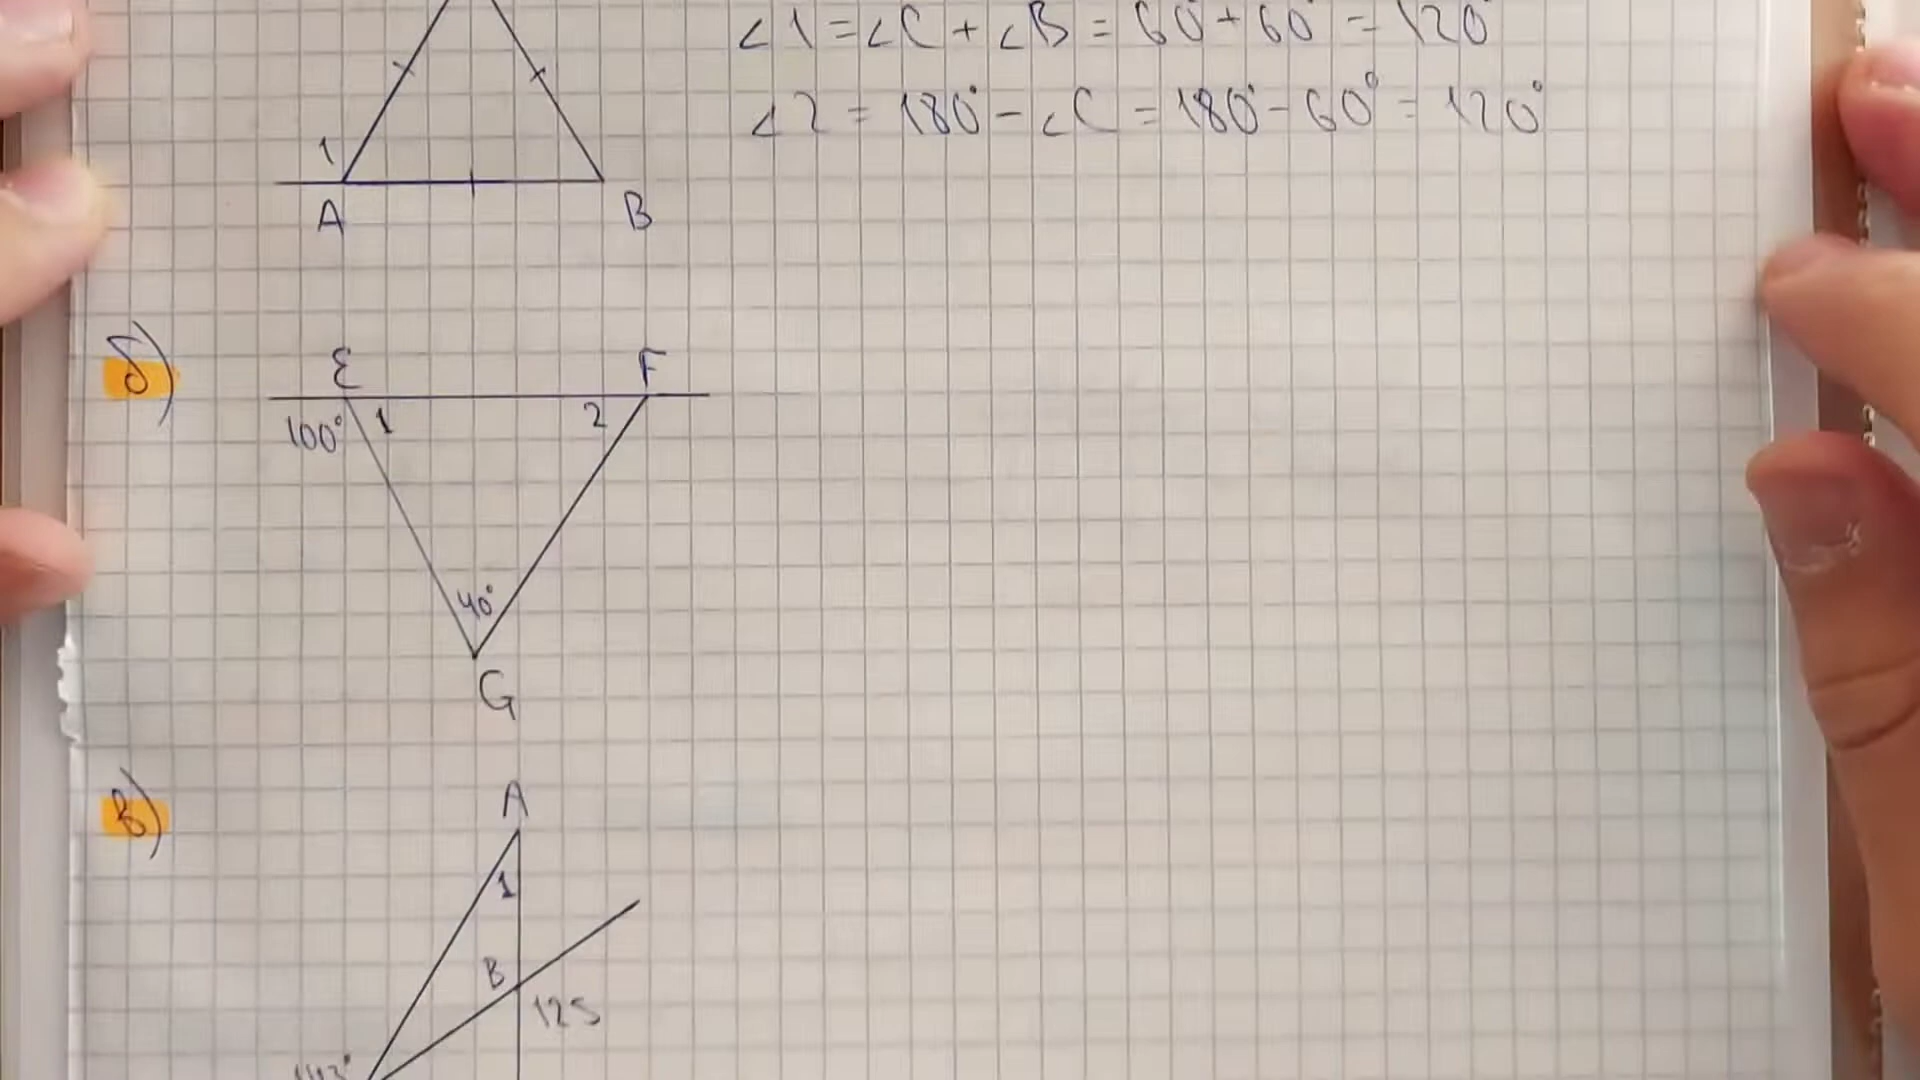 ∠1 = ∠C + ∠B = 60° + 60° = 120°
∠2 = 180° - ∠C = 180° - 60° = 120°
1
A B
б)
E F
100° 1 2
40°
G
в)
A
1
B
125